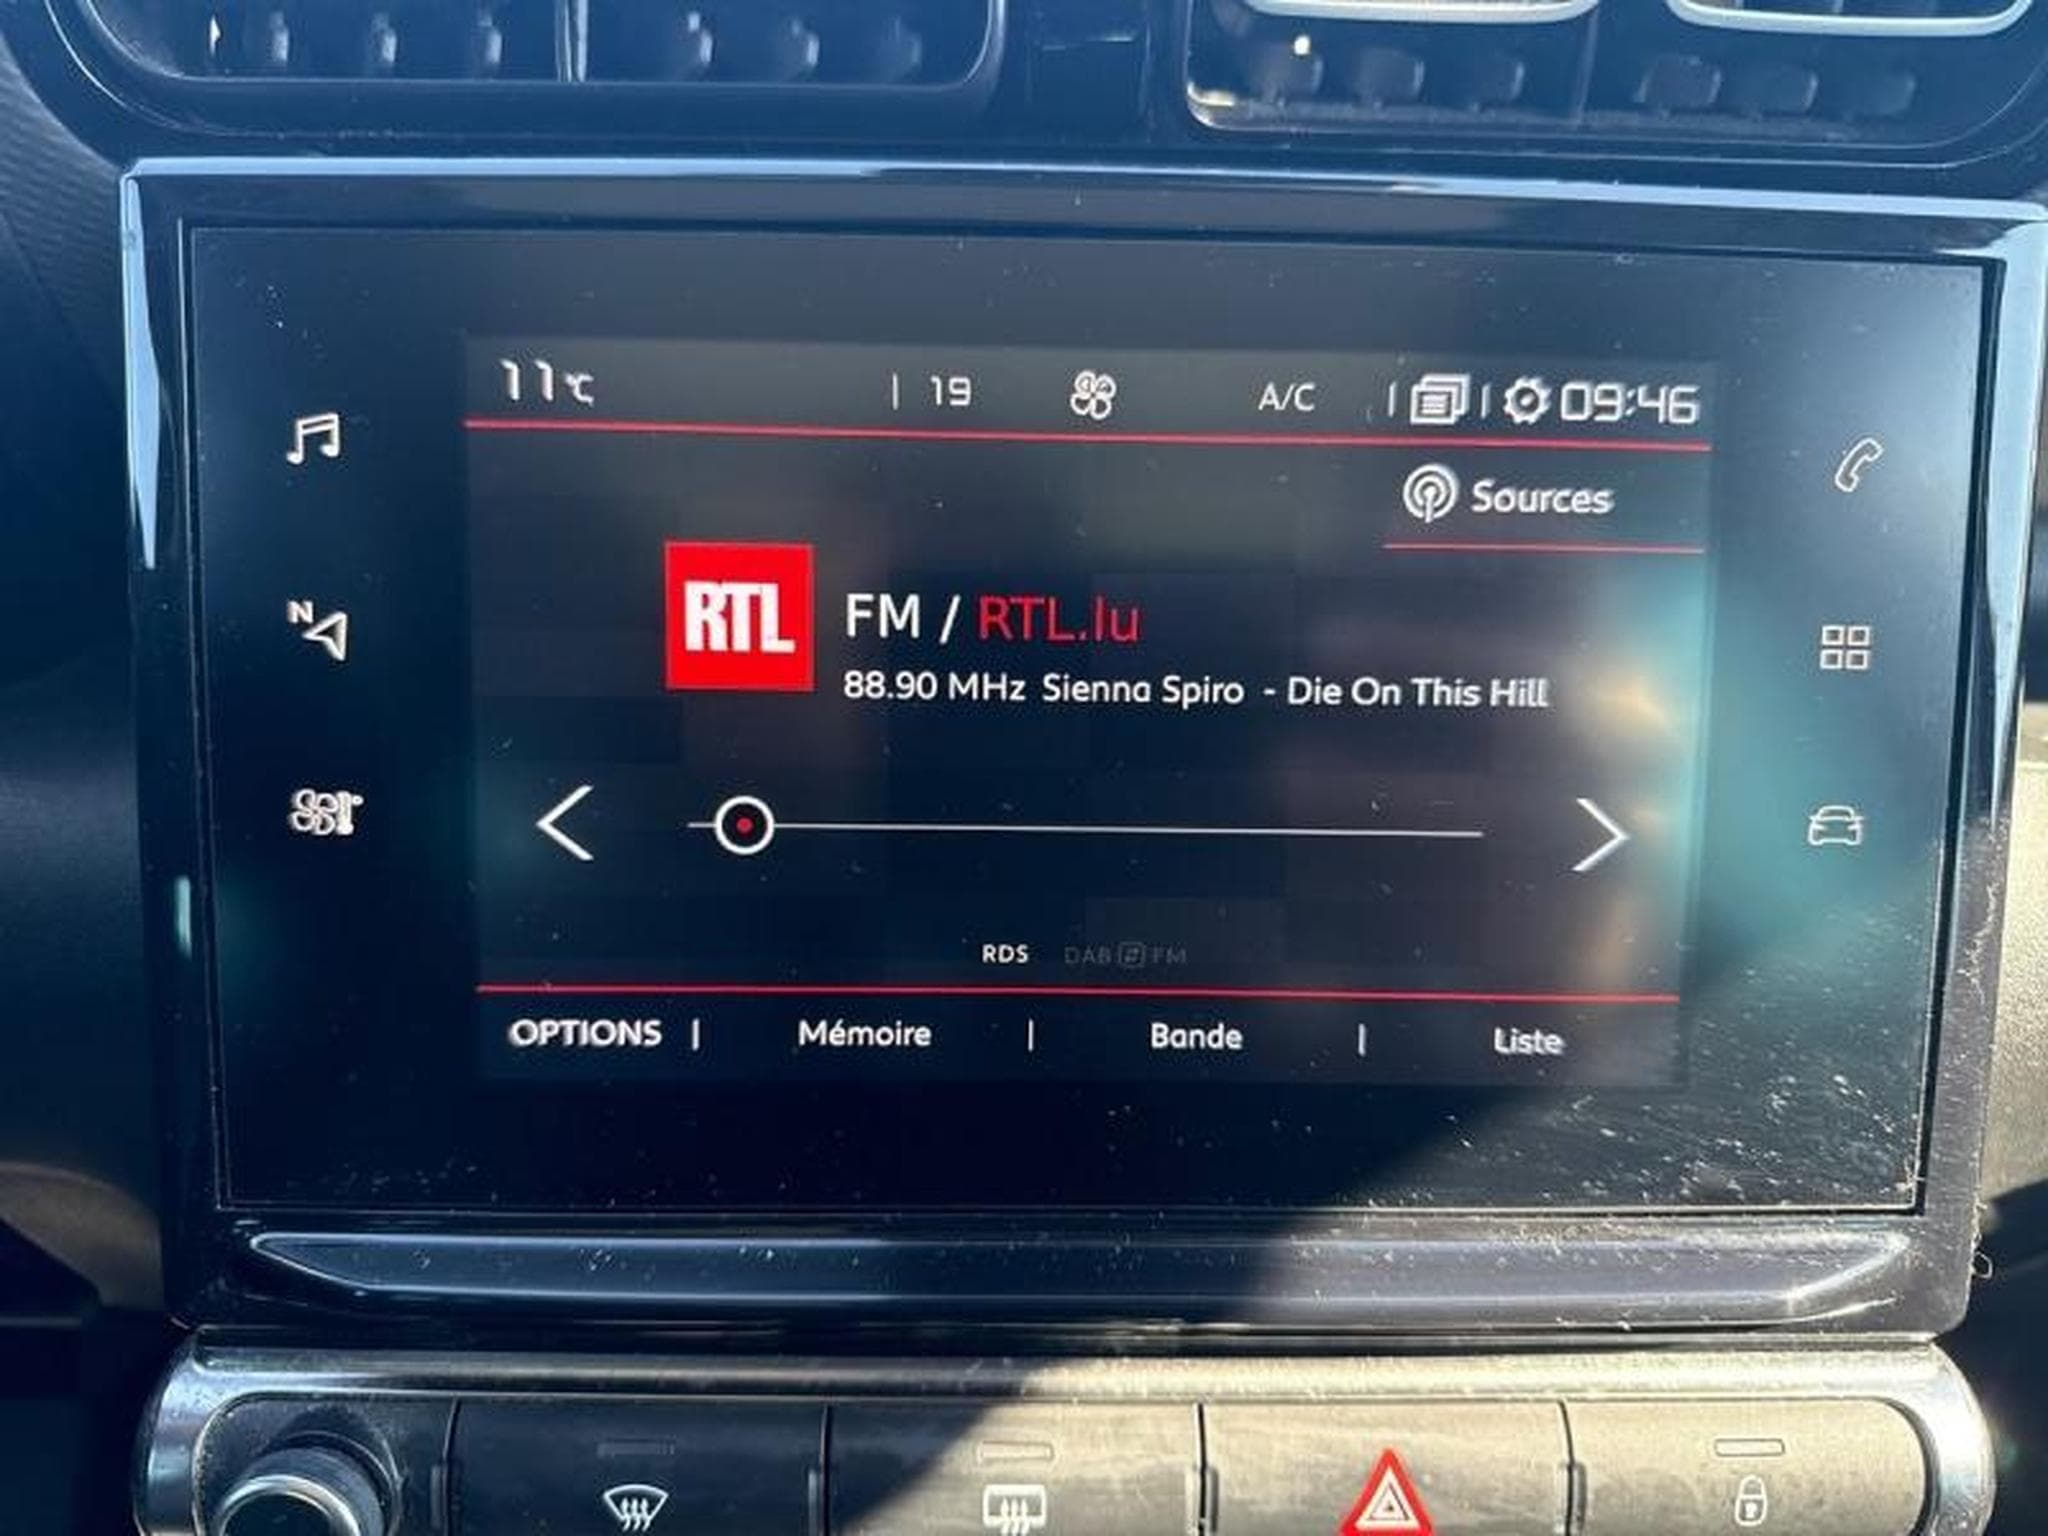 11°C | 19 A/C | | 09:46
Sources
RTL
FM / RTL.lu
88.90 MHz Sienna Spiro - Die On This Hill
N
RDS DAB FM
OPTIONS | Mémoire | Bande | Liste